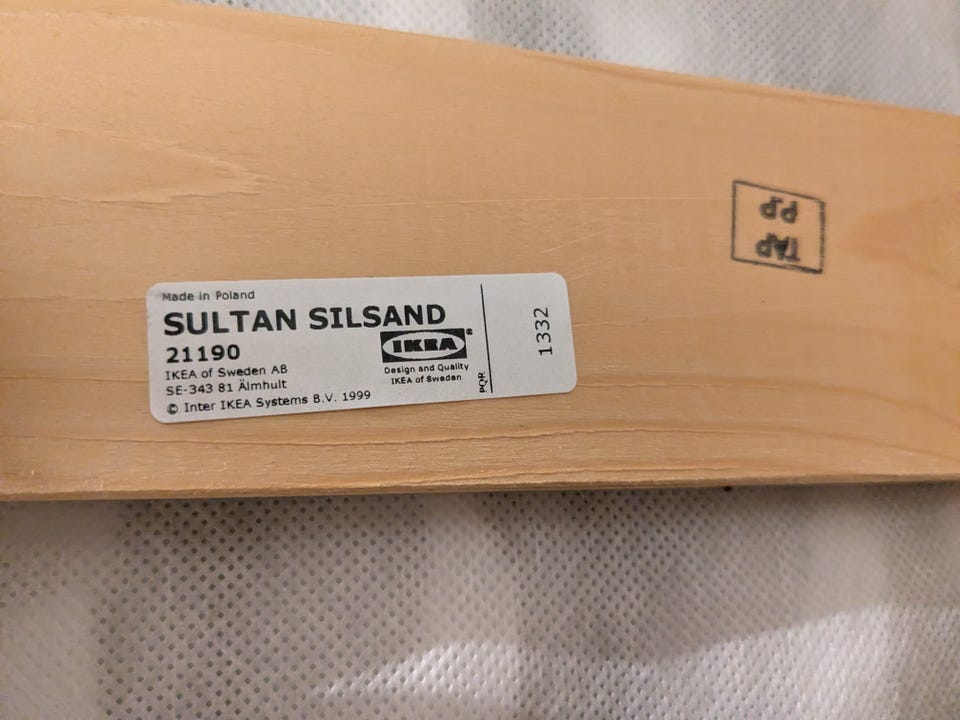 Made in Poland
SULTAN SILSAND
21190
IKEA of Sweden AB
SE-343 81 Älmhult
© Inter IKEA Systems B.V. 1999
IKEA®
Design and Quality
IKEA of Sweden
PQR
1332
TAP
P.P